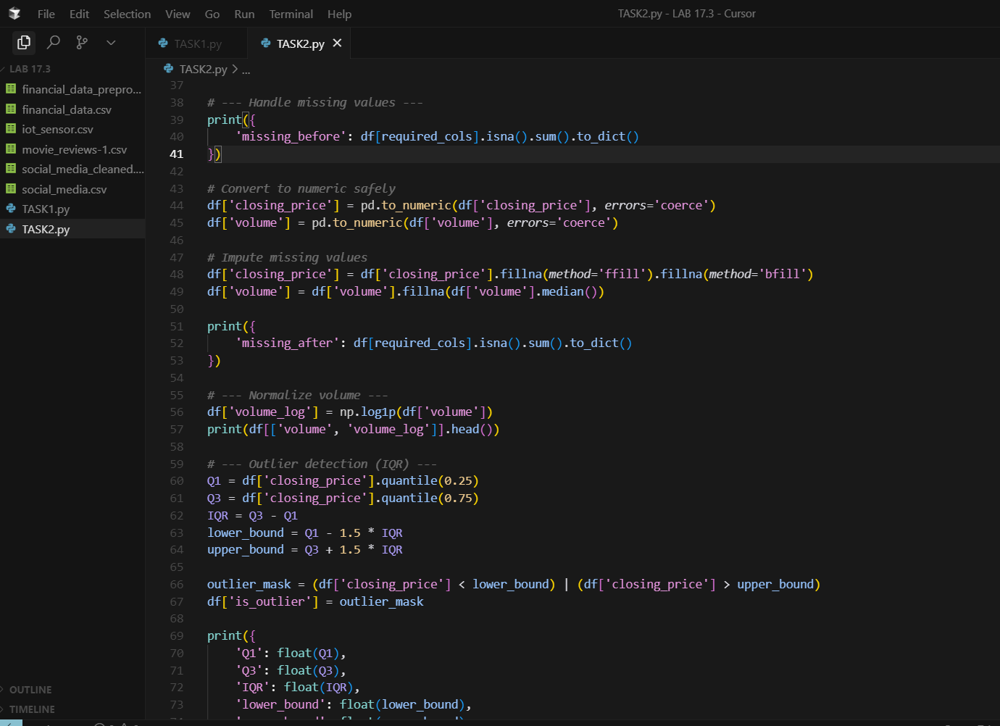 File Edit Selection View Go Run Terminal Help
TASK2.py - LAB 17.3 - Cursor
LAB 17.3
financial_data_prepro...
financial_data.csv
iot_sensor.csv
movie_reviews-1.csv
social_media_cleaned....
social_media.csv
TASK1.py
TASK2.py
OUTLINE
TIMELINE
TASK1.py
TASK2.py
TASK2.py > ...
37
38 # --- Handle missing values ---
39 print({
40     'missing_before': df[required_cols].isna().sum().to_dict()
41 })
42
43 # Convert to numeric safely
44 df['closing_price'] = pd.to_numeric(df['closing_price'], errors='coerce')
45 df['volume'] = pd.to_numeric(df['volume'], errors='coerce')
46
47 # Impute missing values
48 df['closing_price'] = df['closing_price'].fillna(method='ffill').fillna(method='bfill')
49 df['volume'] = df['volume'].fillna(df['volume'].median())
50
51 print({
52     'missing_after': df[required_cols].isna().sum().to_dict()
53 })
54
55 # --- Normalize volume ---
56 df['volume_log'] = np.log1p(df['volume'])
57 print(df[['volume', 'volume_log']].head())
58
59 # --- Outlier detection (IQR) ---
60 Q1 = df['closing_price'].quantile(0.25)
61 Q3 = df['closing_price'].quantile(0.75)
62 IQR = Q3 - Q1
63 lower_bound = Q1 - 1.5 * IQR
64 upper_bound = Q3 + 1.5 * IQR
65
66 outlier_mask = (df['closing_price'] < lower_bound) | (df['closing_price'] > upper_bound)
67 df['is_outlier'] = outlier_mask
68
69 print({
70     'Q1': float(Q1),
71     'Q3': float(Q3),
72     'IQR': float(IQR),
73     'lower_bound': float(lower_bound),